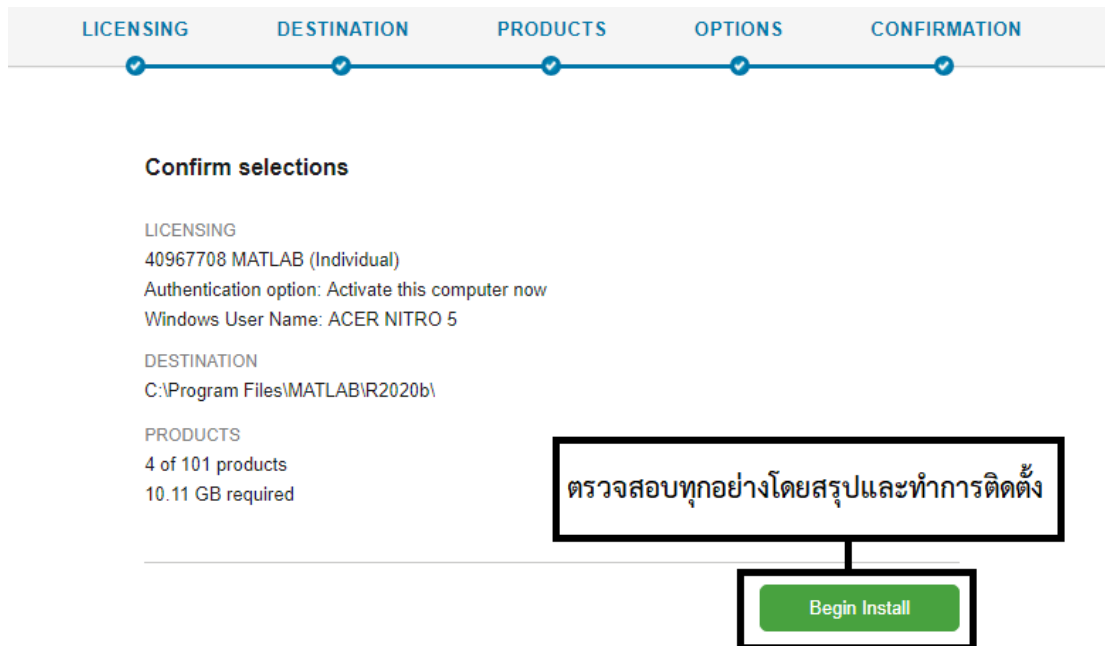 LICENSING DESTINATION PRODUCTS OPTIONS CONFIRMATION
Confirm selections
LICENSING
40967708 MATLAB (Individual)
Authentication option: Activate this computer now
Windows User Name: ACER NITRO 5
DESTINATION
C:\Program Files\MATLAB\R2020b\
PRODUCTS
4 of 101 products
10.11 GB required
ตรวจสอบทุกอย่างโดยสรุปและทำการติดตั้ง
Begin Install